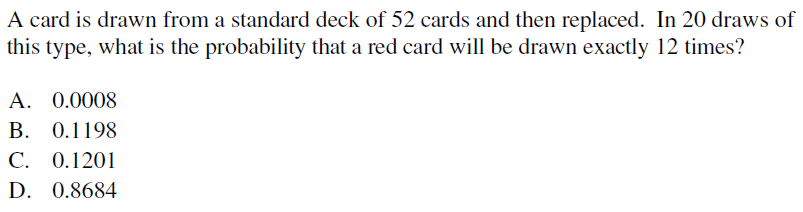 A card is drawn from a standard deck of 52 cards and then replaced. In 20 draws of
this type, what is the probability that a red card will be drawn exactly 12 times?
A. 0.0008
B. 0.1198
C. 0.1201
D. 0.8684